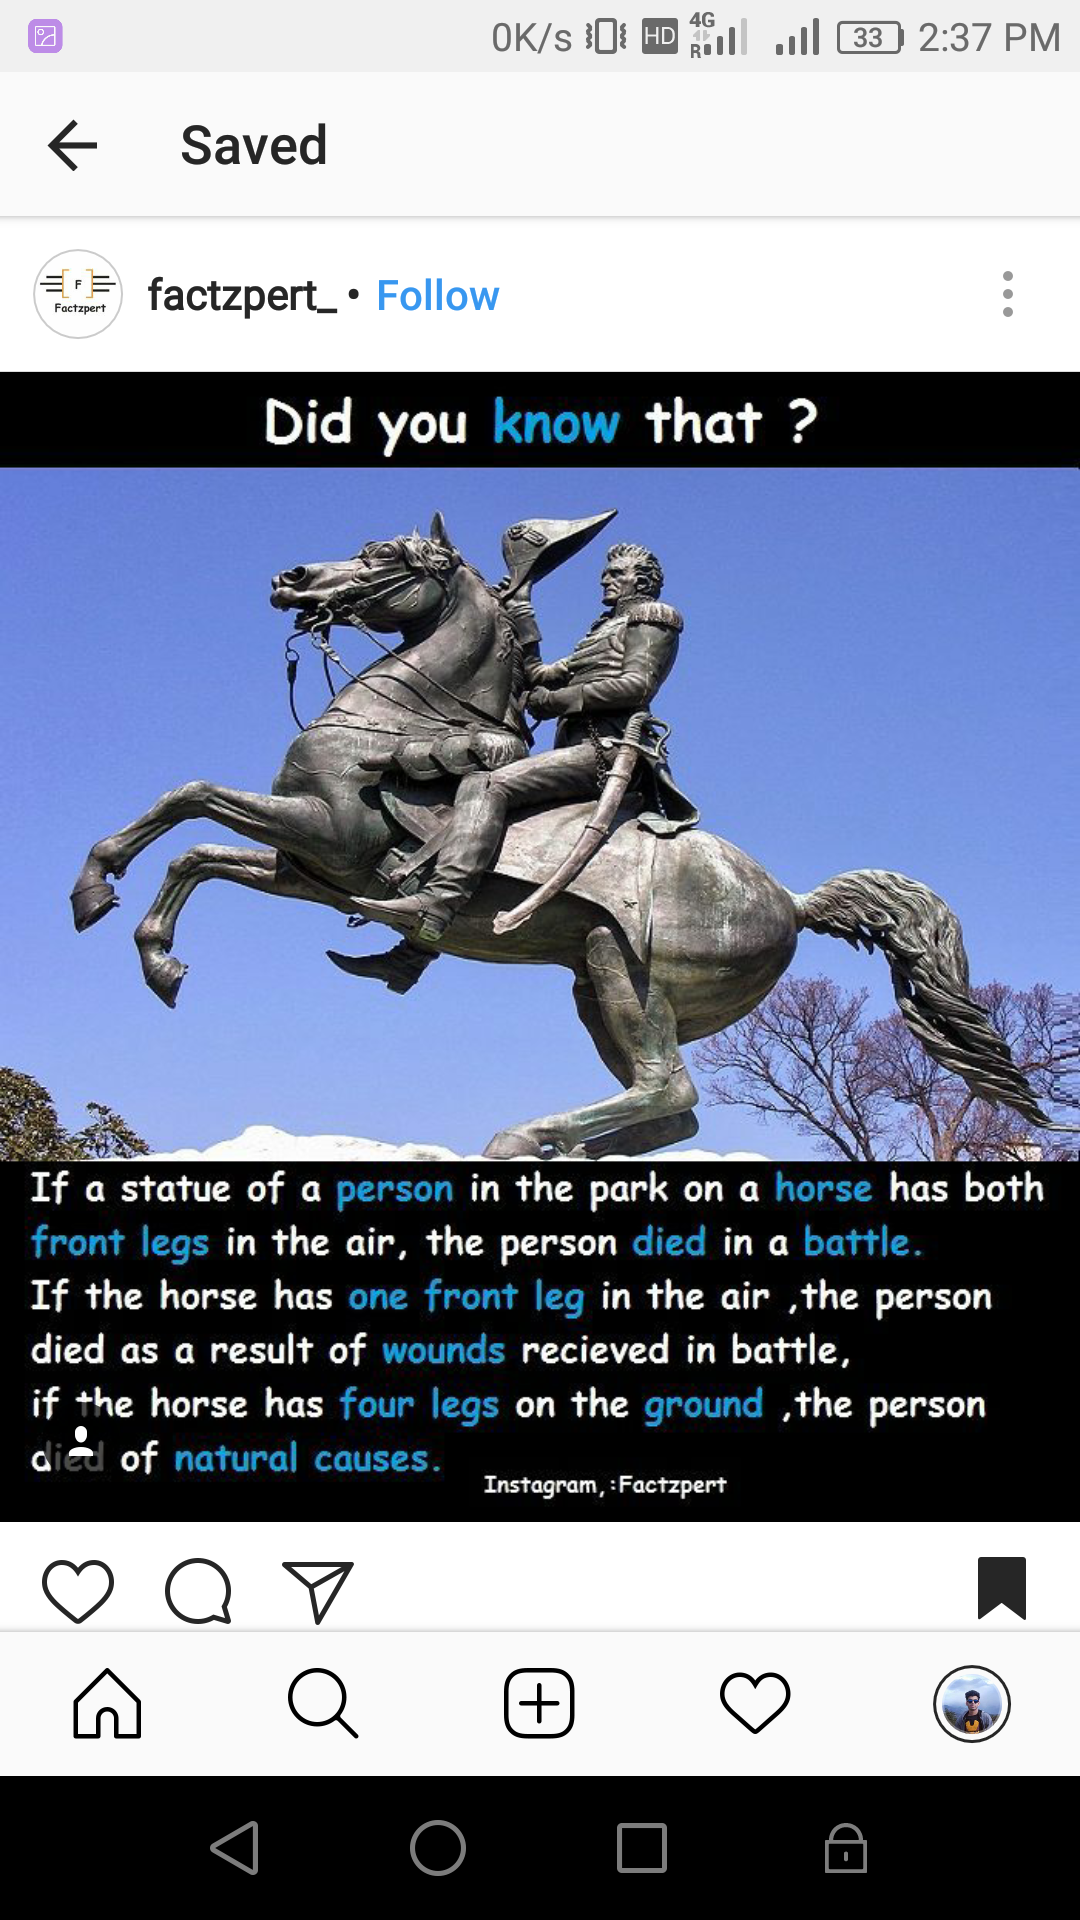 0K/s HD 4G R 33 2:37 PM
Saved
F
Factzpert
factzpert_ • Follow
Did you know that ?
If a statue of a person in the park on a horse has both
front legs in the air, the person died in a battle.
If the horse has one front leg in the air ,the person
died as a result of wounds recieved in battle,
if the horse has four legs on the ground ,the person
died of natural causes.
Instagram,:Factzpert